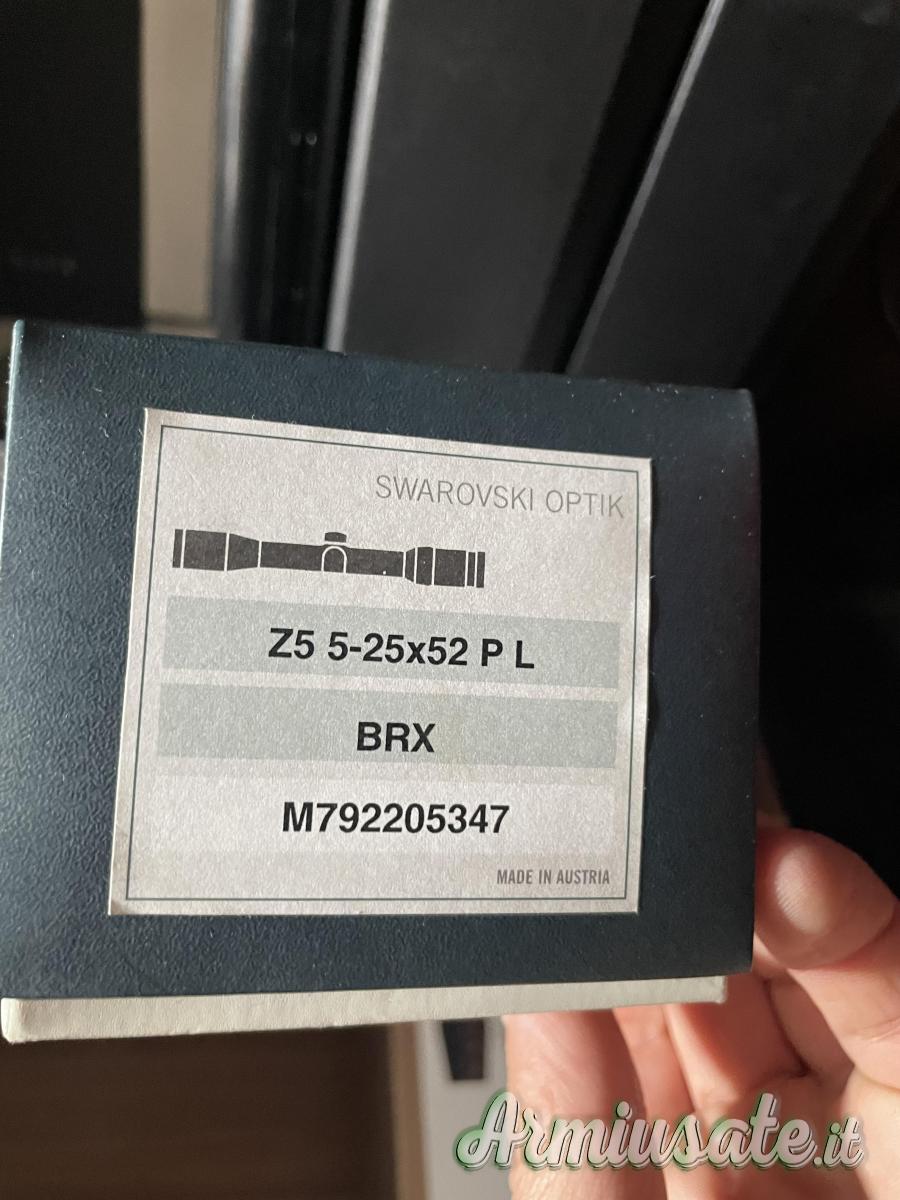 SWAROVSKI OPTIK
Z5 5-25x52 P L
BRX
M792205347
MADE IN AUSTRIA
Armiusate.it